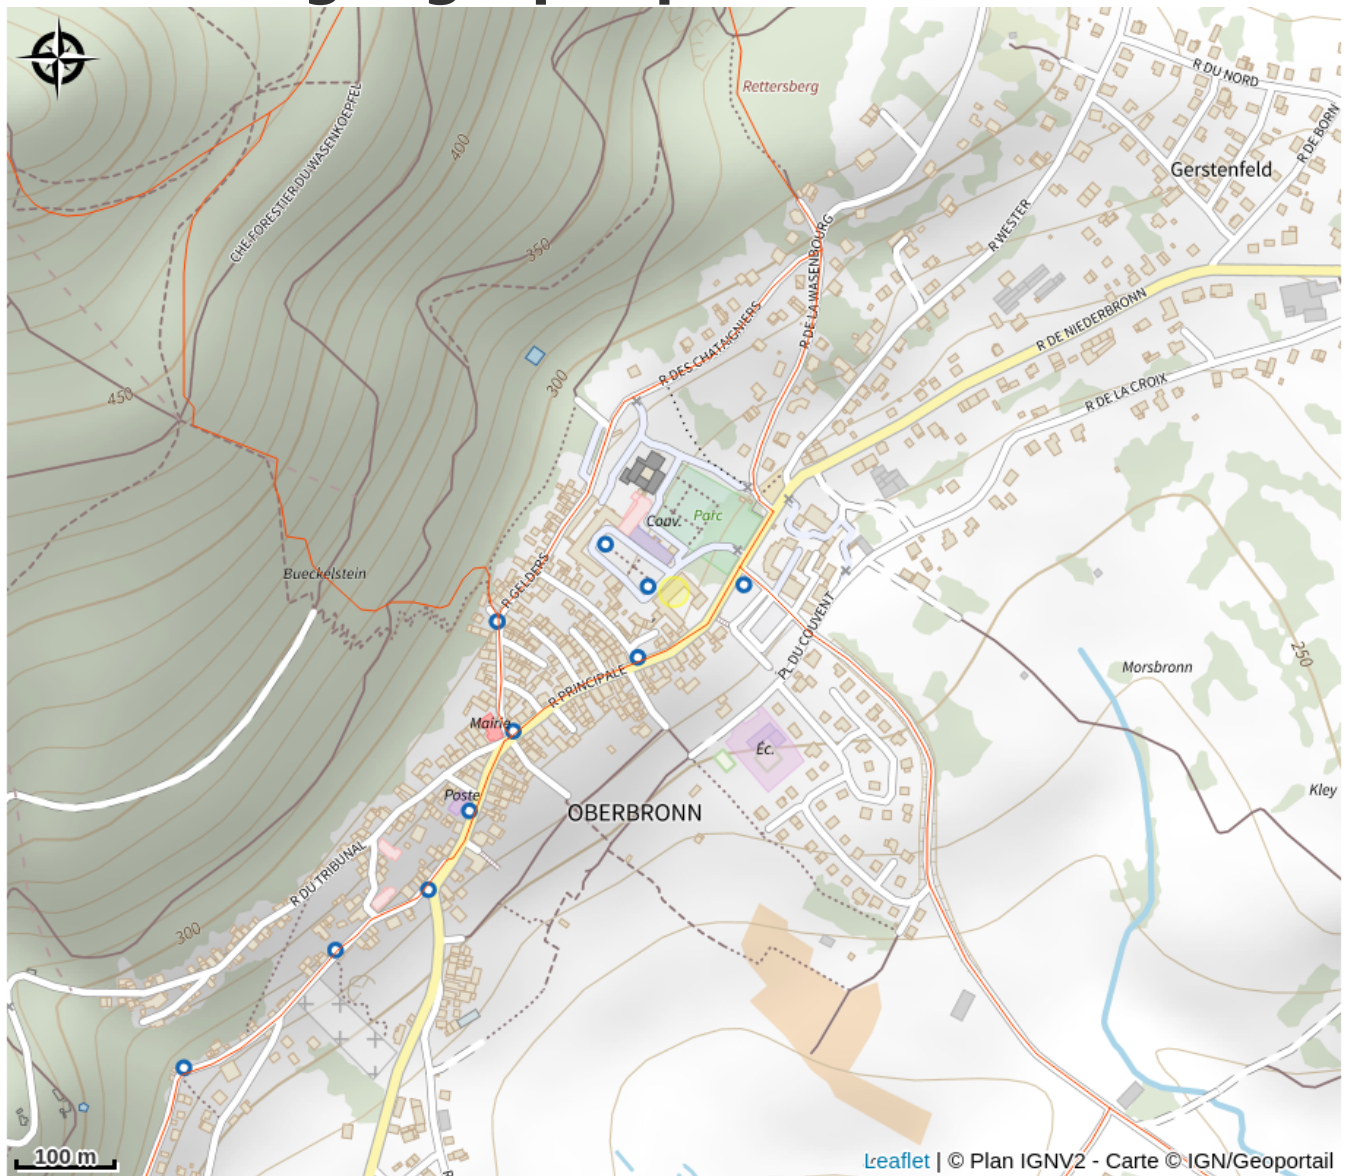 R DU NORD
Rettersberg
R DE BORN
CHE FORESTIER DU WASENKOEPFEL
400
Gerstenfeld
R WESTER
R DE LA WASENBOURG
350
R DE NIEDERBRONN
R DES CHATAIGNIERS
300
450
R DE LA CROIX
Parc
Couv.
Bueckelstein
R GELDERS
PL. DU COUVENT
250
Morsbronn
R PRINCIPALE
Mairie
Éc.
Poste
OBERBRONN
Kley
R DU TRIBUNAL
300
100 m
R
Leaflet | © Plan IGNV2 - Carte © IGN/Geoportail